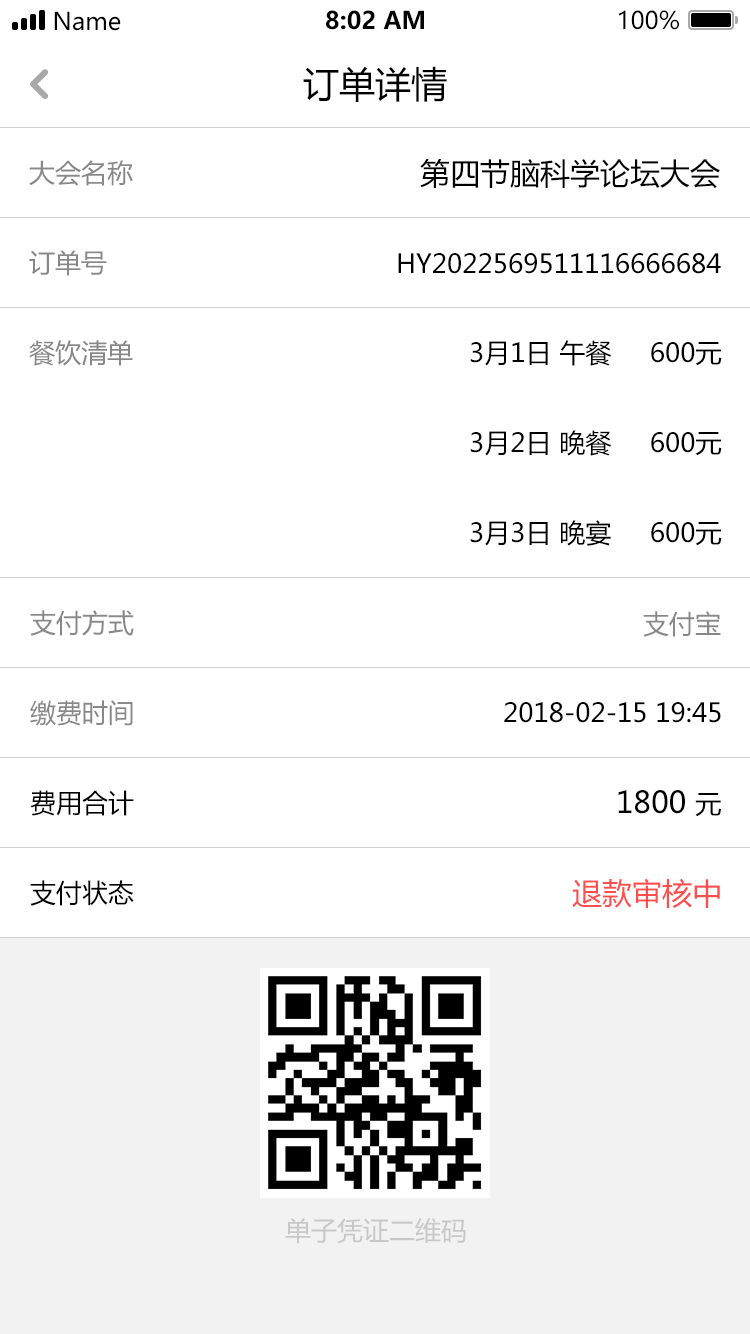 Name 8:02 AM 100%
订单详情
大会名称 第四节脑科学论坛大会
订单号 HY2022569511116666684
餐饮清单 3月1日 午餐 600元
3月2日 晚餐 600元
3月3日 晚宴 600元
支付方式 支付宝
缴费时间 2018-02-15 19:45
费用合计 1800 元
支付状态 退款审核中
单子凭证二维码